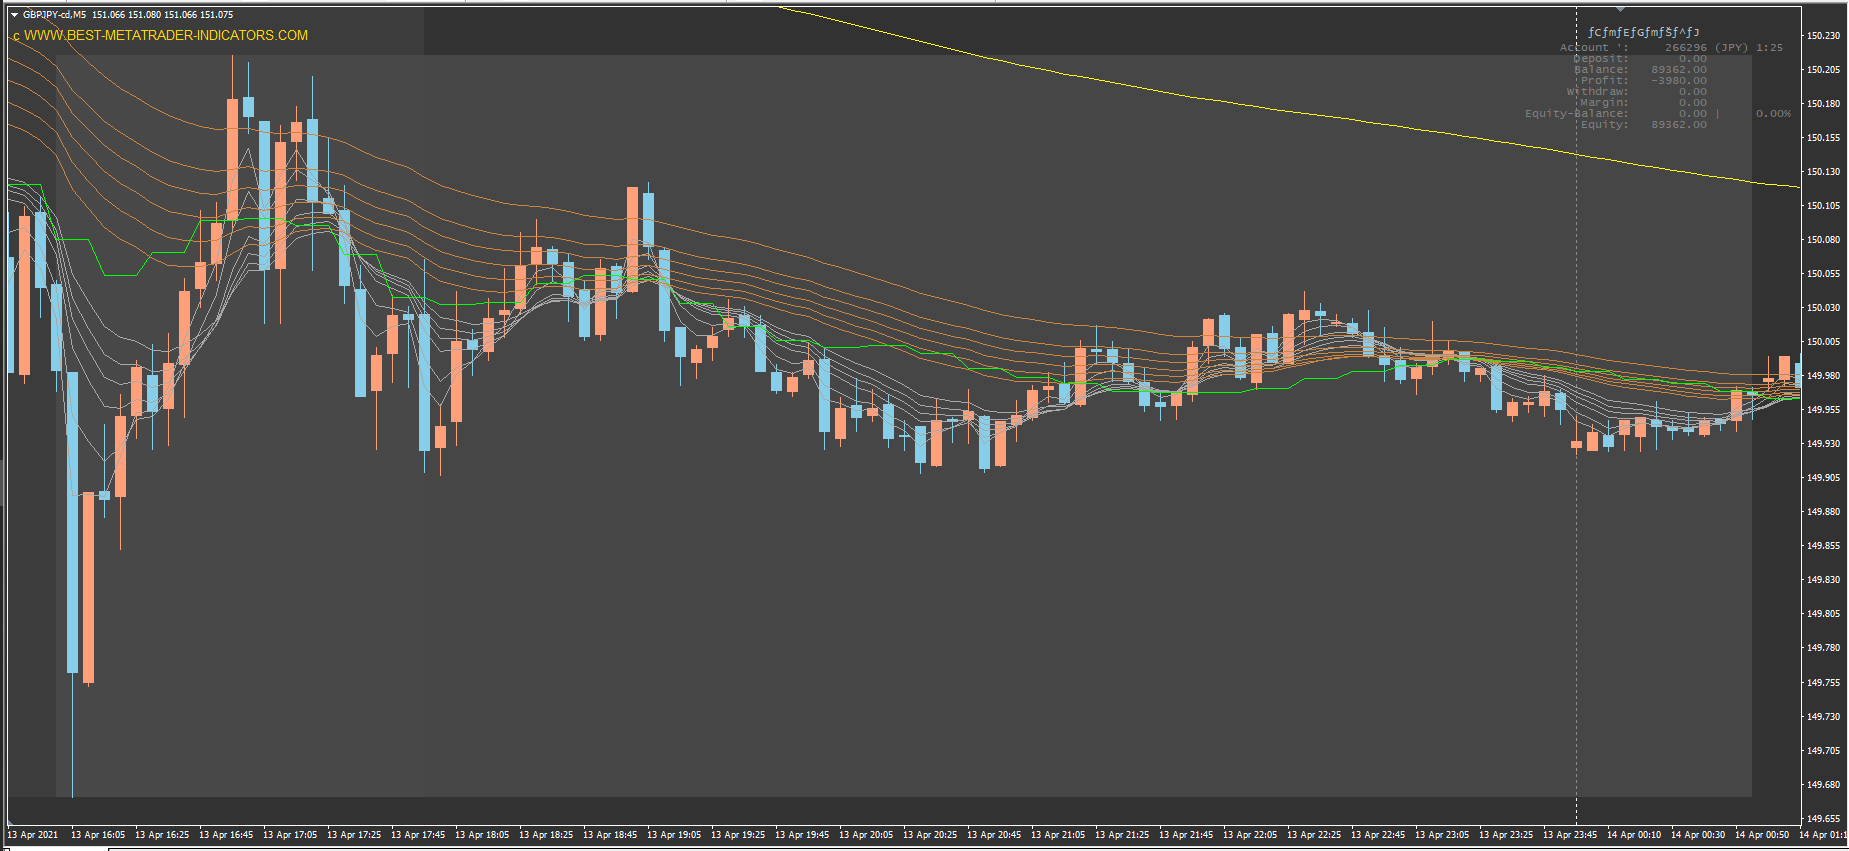 GBPJPY-cd,M5 151.066 151.080 151.066 151.075
c WWW.BEST-METATRADER-INDICATORS.COM
ƒCƒmƒEƒGƒmƒŠƒ^ƒJ
Account ': 266296 (JPY) 1:25
Deposit: 0.00
Balance: 89362.00
Profit: -3980.00
Withdraw: 0.00
Margin: 0.00
Equity-Balance: 0.00 | 0.00%
Equity: 89362.00
150.230
150.205
150.180
150.155
150.130
150.105
150.080
150.055
150.030
150.005
149.980
149.955
149.930
149.905
149.880
149.855
149.830
149.805
149.780
149.755
149.730
149.705
149.680
149.655
13 Apr 2021 13 Apr 16:05 13 Apr 16:25 13 Apr 16:45 13 Apr 17:05 13 Apr 17:25 13 Apr 17:45 13 Apr 18:05 13 Apr 18:25 13 Apr 18:45 13 Apr 19:05 13 Apr 19:25 13 Apr 19:45 13 Apr 20:05 13 Apr 20:25 13 Apr 20:45 13 Apr 21:05 13 Apr 21:25 13 Apr 21:45 13 Apr 22:05 13 Apr 22:25 13 Apr 22:45 13 Apr 23:05 13 Apr 23:25 13 Apr 23:45 14 Apr 00:10 14 Apr 00:30 14 Apr 00:50 14 Apr 01:1